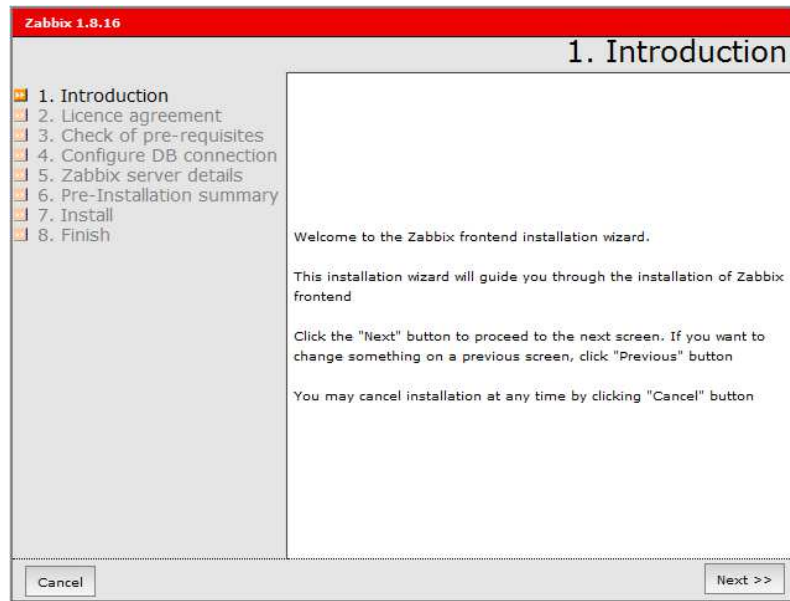 Zabbix 1.8.16
1. Introduction
1. Introduction
2. Licence agreement
3. Check of pre-requisites
4. Configure DB connection
5. Zabbix server details
6. Pre-Installation summary
7. Install
8. Finish
Welcome to the Zabbix frontend installation wizard.
This installation wizard will guide you through the installation of Zabbix
frontend
Click the "Next" button to proceed to the next screen. If you want to
change something on a previous screen, click "Previous" button
You may cancel installation at any time by clicking "Cancel" button
Cancel
Next >>